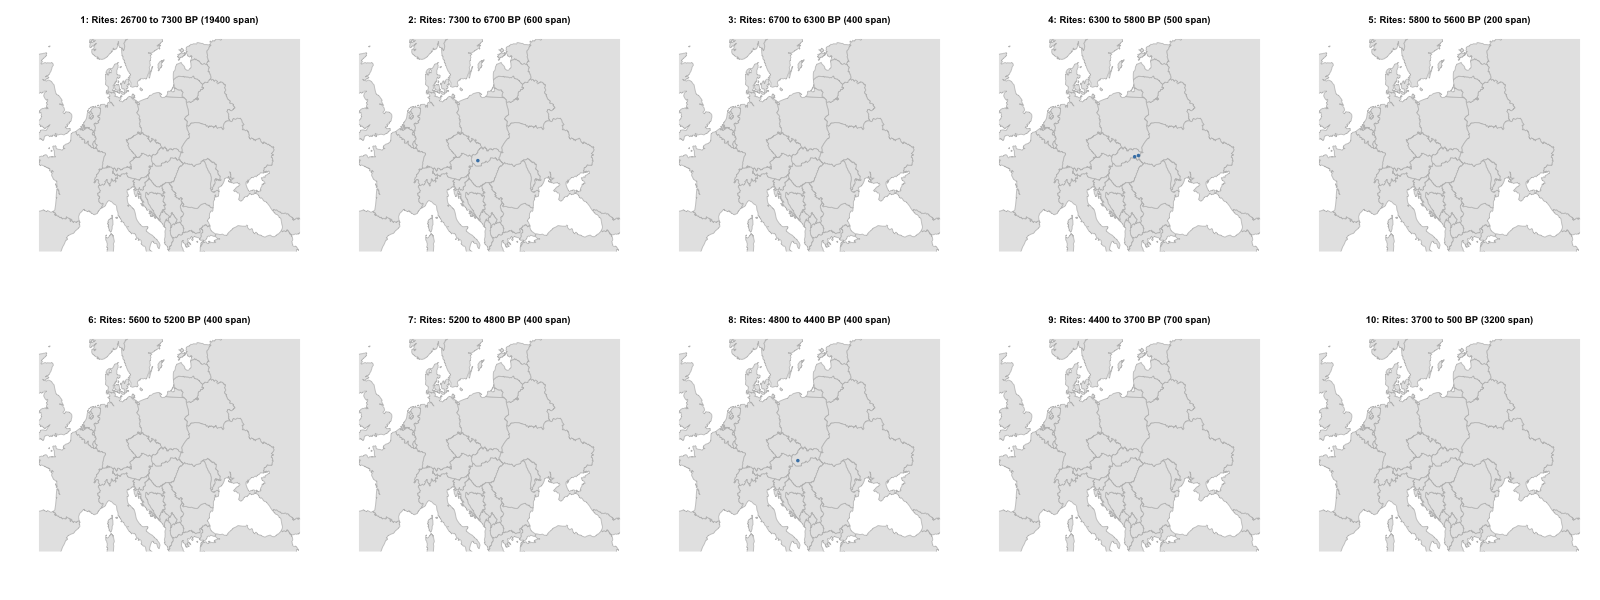 1: Rites: 26700 to 7300 BP (19400 span)
2: Rites: 7300 to 6700 BP (600 span)
3: Rites: 6700 to 6300 BP (400 span)
4: Rites: 6300 to 5800 BP (500 span)
5: Rites: 5800 to 5600 BP (200 span)
6: Rites: 5600 to 5200 BP (400 span)
7: Rites: 5200 to 4800 BP (400 span)
8: Rites: 4800 to 4400 BP (400 span)
9: Rites: 4400 to 3700 BP (700 span)
10: Rites: 3700 to 500 BP (3200 span)